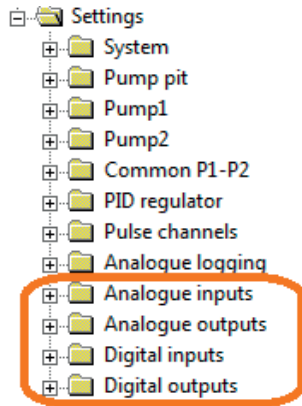 Settings
System
Pump pit
Pump1
Pump2
Common P1-P2
PID regulator
Pulse channels
Analogue logging
Analogue inputs
Analogue outputs
Digital inputs
Digital outputs